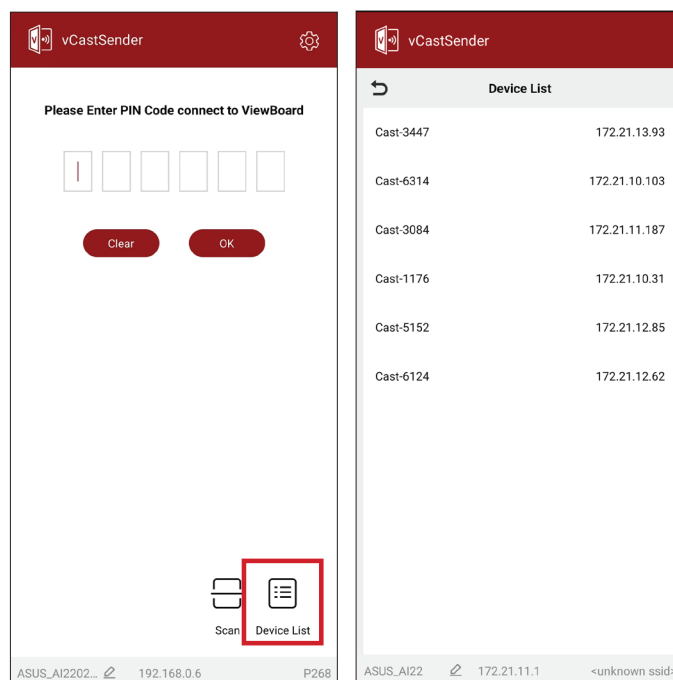 vCastSender
Please Enter PIN Code connect to ViewBoard
Clear
OK
Scan
Device List
ASUS_AI2202...
192.168.0.6
P268
vCastSender
Device List
Cast-3447 172.21.13.93
Cast-6314 172.21.10.103
Cast-3084 172.21.11.187
Cast-1176 172.21.10.31
Cast-5152 172.21.12.85
Cast-6124 172.21.12.62
ASUS_AI22
172.21.11.1
<unknown ssid>